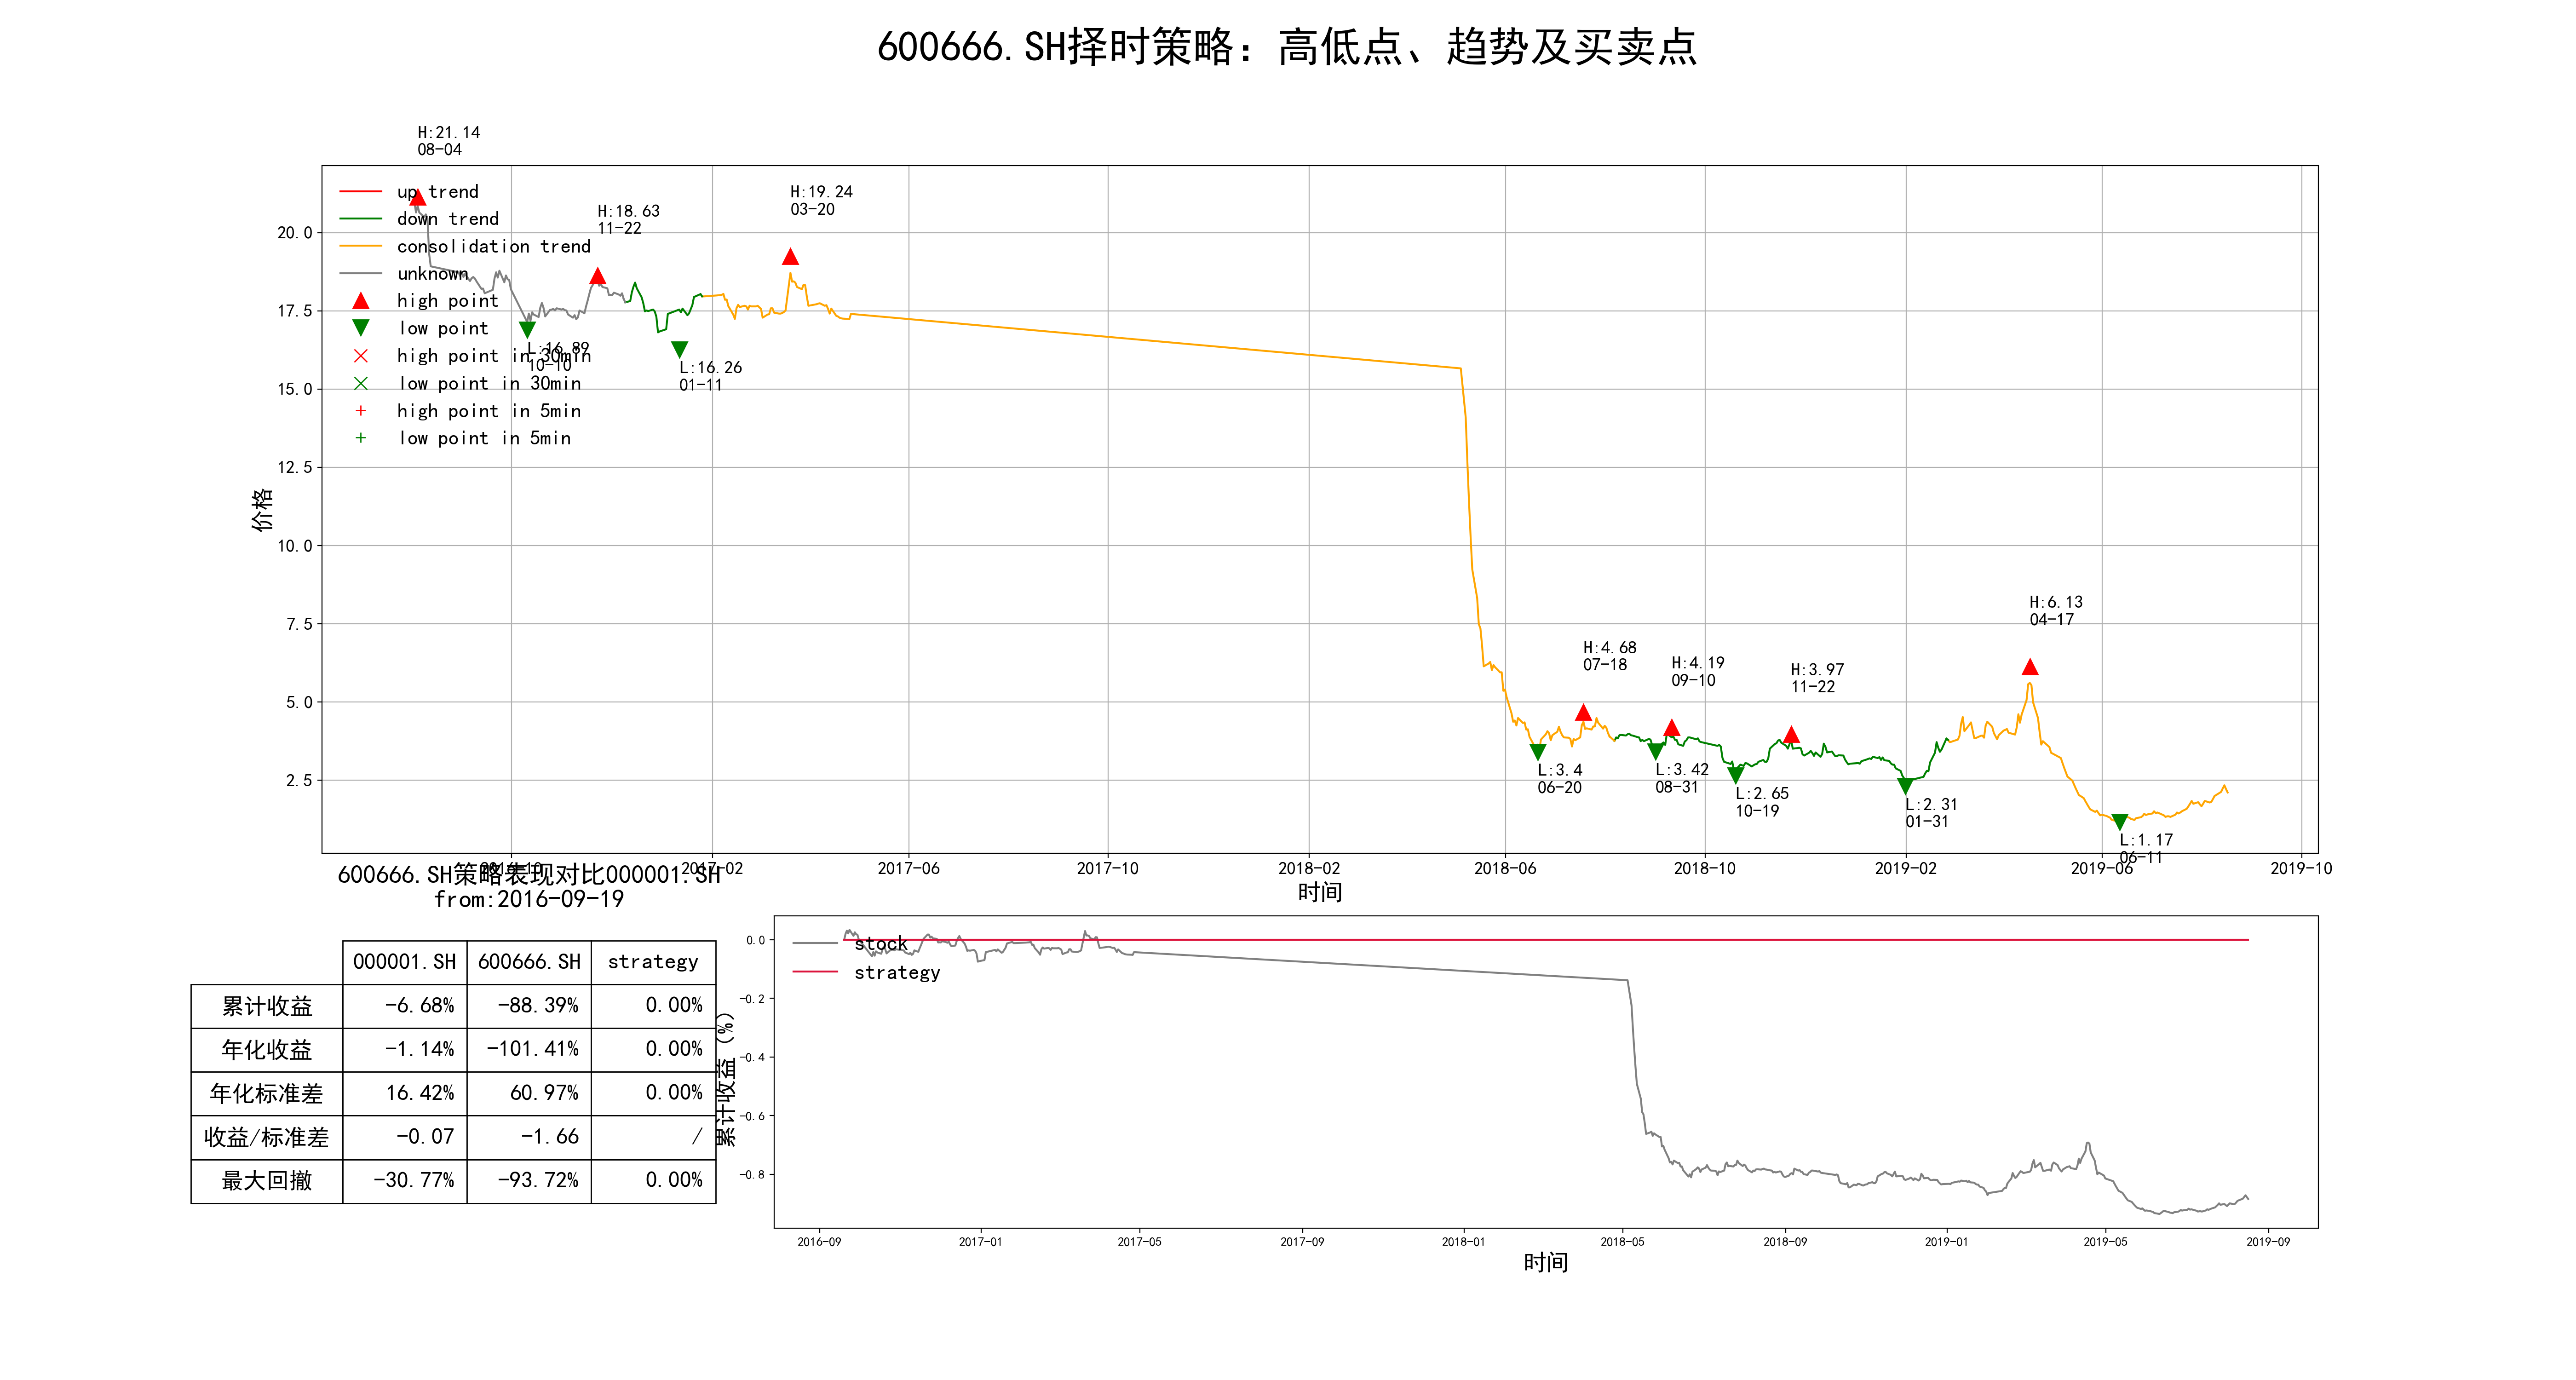 600666.SH择时策略：高低点、趋势及买卖点
H:21.14
08-04
H:18.63
11-22
H:19.24
03-20
up trend
down trend
consolidation trend
unknown
high point
low point
high point in 30min
low point in 30min
high point in 5min
low point in 5min
L:16.89
10-10
L:16.26
01-11
H:4.68
07-18
H:4.19
09-10
H:3.97
11-22
H:6.13
04-17
L:3.4
06-20
L:3.42
08-31
L:2.65
10-19
L:2.31
01-31
L:1.17
06-11
20.0
17.5
15.0
12.5
10.0
7.5
5.0
2.5
价格
2016-10
2017-02
2017-06
2017-10
2018-02
2018-06
2018-10
2019-02
2019-06
2019-10
时间
600666.SH策略表现对比000001.SH
from:2016-09-19
000001.SH 600666.SH strategy
累计收益 -6.68% -88.39% 0.00%
年化收益 -1.14% -101.41% 0.00%
年化标准差 16.42% 60.97% 0.00%
收益/标准差 -0.07 -1.66 /
最大回撤 -30.77% -93.72% 0.00%
stock
strategy
0.0
-0.2
-0.4
-0.6
-0.8
累计收益（%）
2016-09
2017-01
2017-05
2017-09
2018-01
2018-05
2018-09
2019-01
2019-05
2019-09
时间